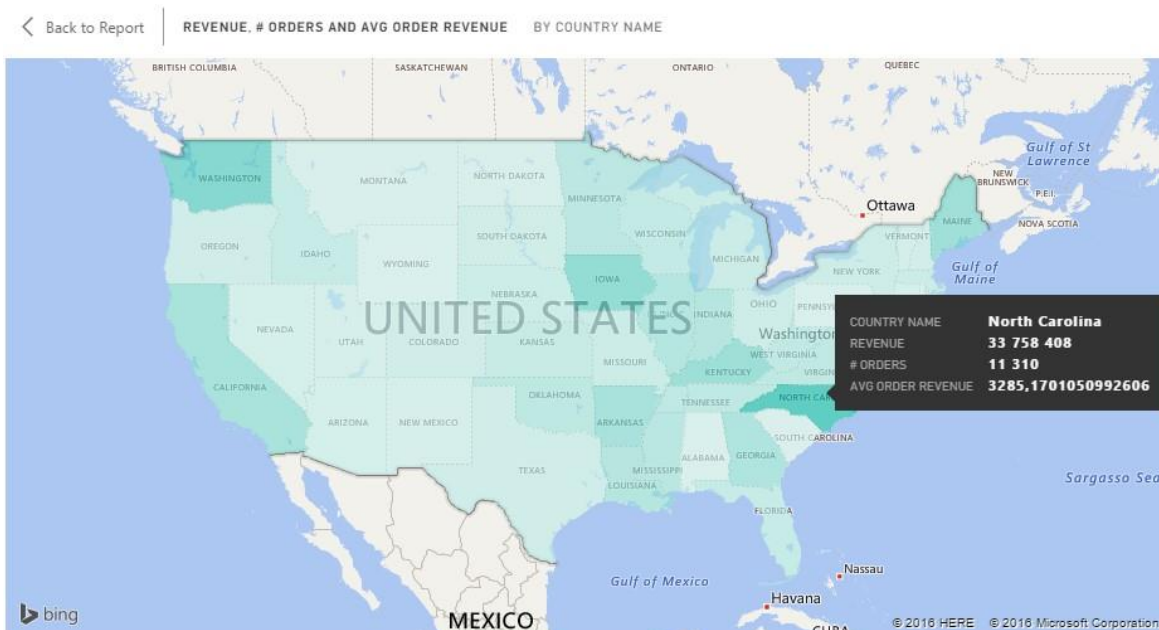 Back to Report
REVENUE, # ORDERS AND AVG ORDER REVENUE
BY COUNTRY NAME
BRITISH COLUMBIA
SASKATCHEWAN
ONTARIO
QUEBEC
Gulf of St
Lawrence
NEW
BRUNSWICK
P.E.I.
NOVA SCOTIA
Ottawa
WASHINGTON
MONTANA
NORTH DAKOTA
MINNESOTA
MAINE
VERMONT
OREGON
IDAHO
SOUTH DAKOTA
WISCONSIN
MICHIGAN
NEW YORK
Gulf of
Maine
WYOMING
IOWA
NEBRASKA
OHIO
PENNSY
INDIANA
UNITED STATES
NEVADA
UTAH
COLORADO
KANSAS
Washington
WEST VIRGINIA
VIRGIN
MISSOURI
KENTUCKY
CALIFORNIA
OKLAHOMA
TENNESSEE
NORTH CAR
ARIZONA
NEW MEXICO
ARKANSAS
SOUTH CAROLINA
ALABAMA
GEORGIA
TEXAS
MISSISSIPPI
LOUISIANA
FLORIDA
COUNTRY NAME North Carolina
REVENUE 33 758 408
# ORDERS 11 310
AVG ORDER REVENUE 3285,1701050992606
Sargasso Sea
Gulf of Mexico
Nassau
Havana
MEXICO
bing
© 2016 HERE © 2016 Microsoft Corporation